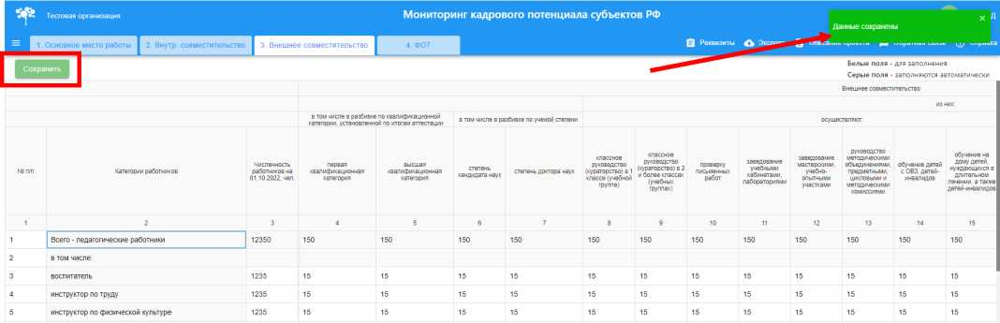 Тестовая организация
Мониторинг кадрового потенциала субъектов РФ
Данные сохранены
1. Основное место работы
2. Внутр. совместительство
3. Внешнее совместительство
4. ФОТ
Реквизиты
Сохранить
Белые поля - для заполнения
Серые поля - заполняются автоматически
Внешнее совместительство
из них:
в том числе в разбивке по квалификационной
категории, установленной по итогам аттестации
в том числе в разбивке по ученой степени
осуществляют:
№ п/п
Категории работников
Численность
работников на
01.10.2022, чел.
первая
квалификационная
категория
высшая
квалификационная
категория
степень
кандидата наук
степень доктора наук
классное
руководство
(кураторство) в 1
классе (учебной
группе)
классное
руководство
(кураторство) в 2
и более классах
(учебных
группах)
проверку
письменных
работ
заведование
учебными
кабинетами,
лабораториями
заведование
мастерскими,
учебно-
опытными
участками
руководство
методическими
объединениями,
предметными,
цикловыми и
методическими
комиссиями
обучение детей
с ОВЗ, детей-
инвалидов
обучение на
дому детей,
нуждающихся в
длительном
лечении, а также
детей-инвалидов
1 2 3 4 5 6 7 8 9 10 11 12 13 14 15
1 Всего - педагогические работники 12350 150 150 150 150 150 150 150 150 150 150 150 150
2 в том числе:
3 воспитатель 1235 15 15 15 15 15 15 15 15 15 15 15 15
4 инструктор по труду 1235 15 15 15 15 15 15 15 15 15 15 15 15
5 инструктор по физической культуре 1235 15 15 15 15 15 15 15 15 15 15 15 15